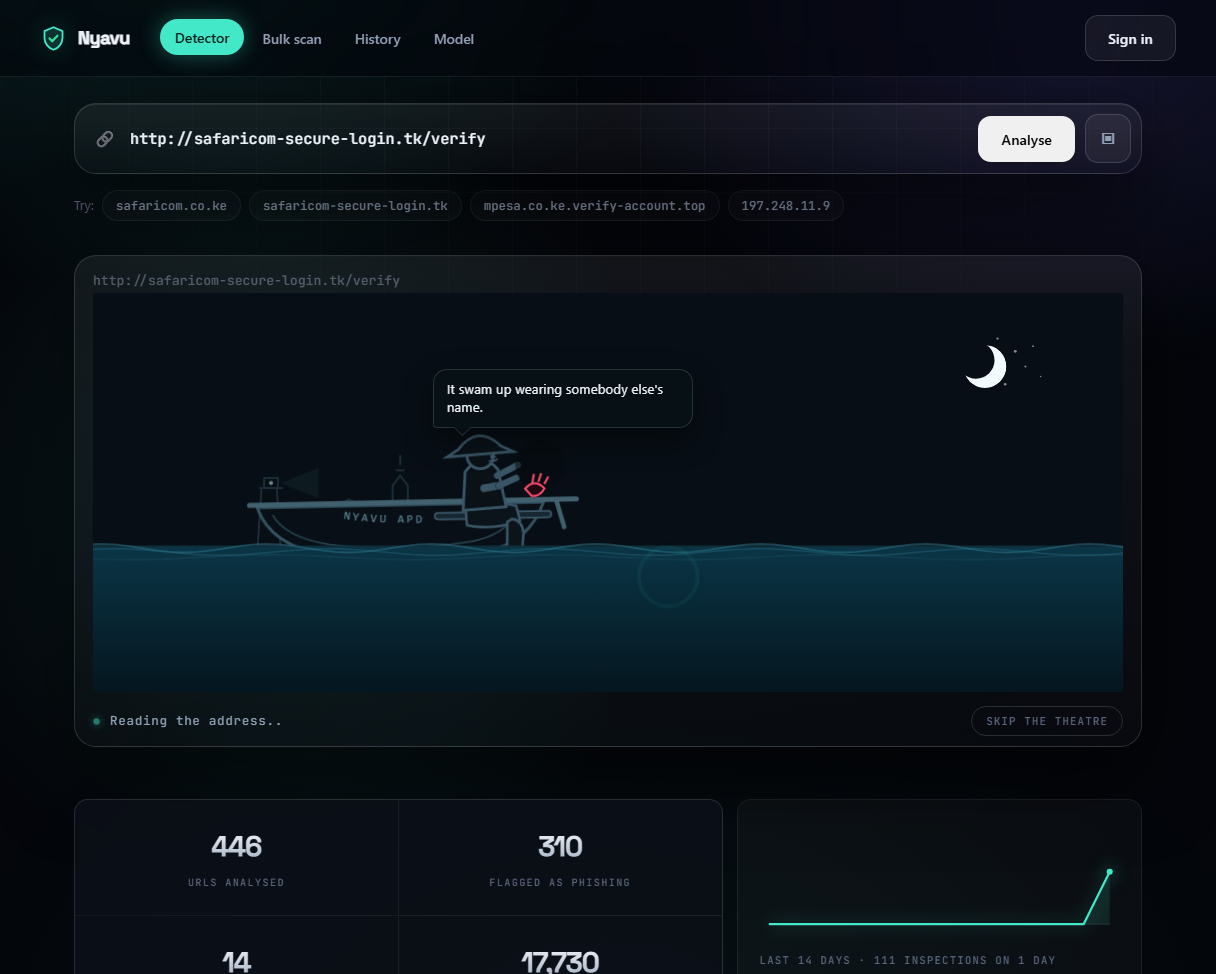 Nyavu
Detector
Bulk scan
History
Model
Sign in
http://safaricom-secure-login.tk/verify
Analyse
Try:
safaricom.co.ke
safaricom-secure-login.tk
mpesa.co.ke.verify-account.top
197.248.11.9
http://safaricom-secure-login.tk/verify
It swam up wearing somebody else's
name.
NYAVU APD
Reading the address..
SKIP THE THEATRE
446
URLS ANALYSED
310
FLAGGED AS PHISHING
14
17,730
LAST 14 DAYS · 111 INSPECTIONS ON 1 DAY